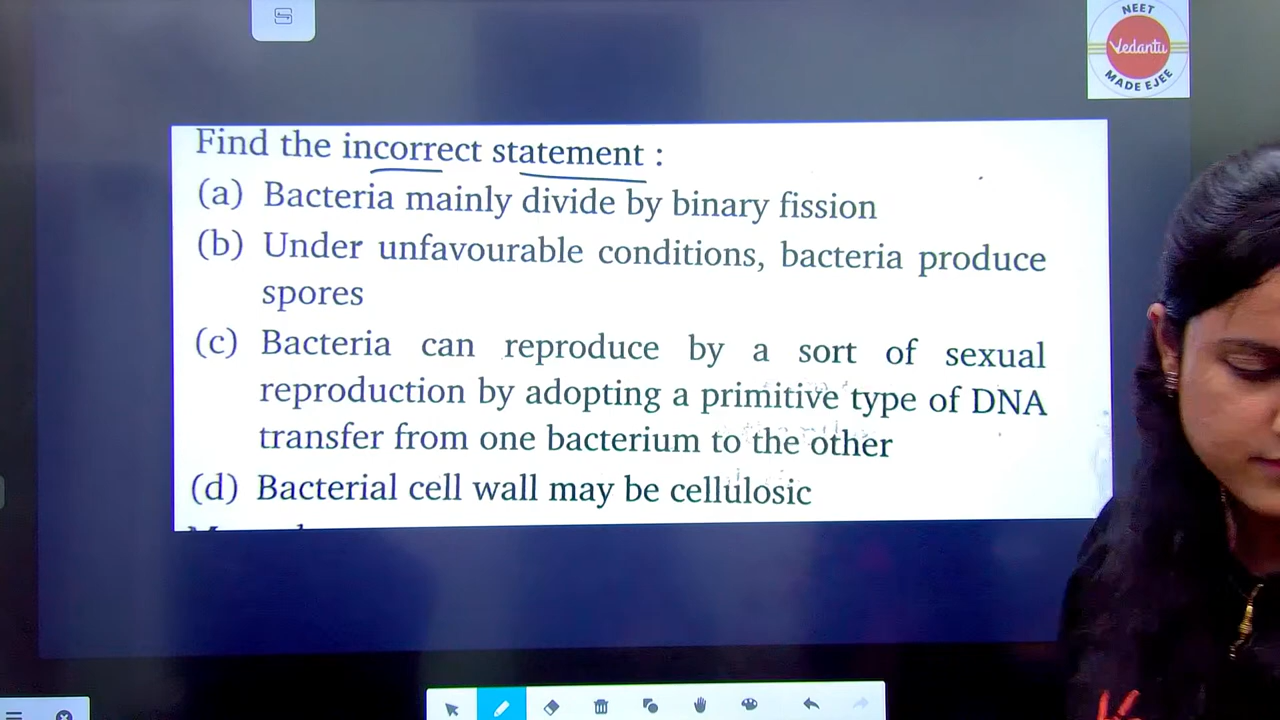 NEET
Vedantu
MADE EJEE
Find the incorrect statement :
(a) Bacteria mainly divide by binary fission
(b) Under unfavourable conditions, bacteria produce
spores
(c) Bacteria can reproduce by a sort of sexual
reproduction by adopting a primitive type of DNA
transfer from one bacterium to the other
(d) Bacterial cell wall may be cellulosic